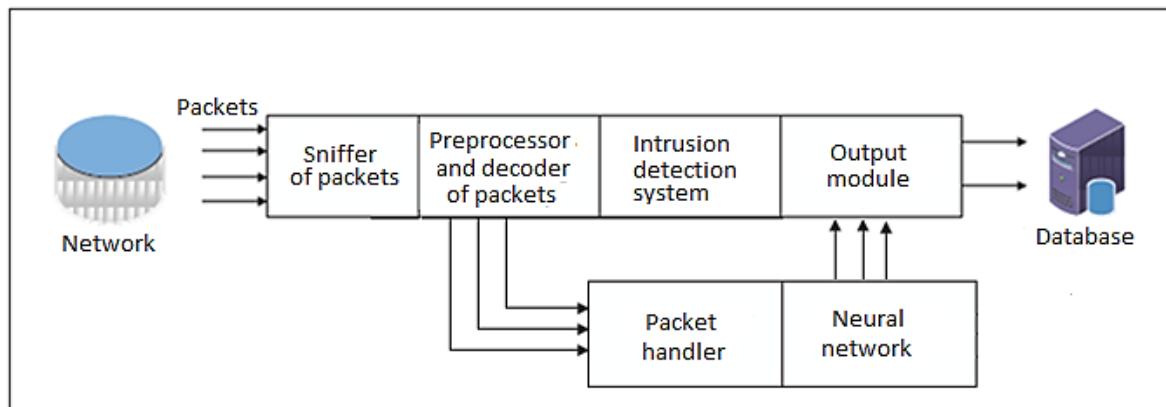 Packets
Network
Sniffer
of packets
Preprocessor
and decoder
of packets
Intrusion
detection
system
Output
module
Database
Packet
handler
Neural
network